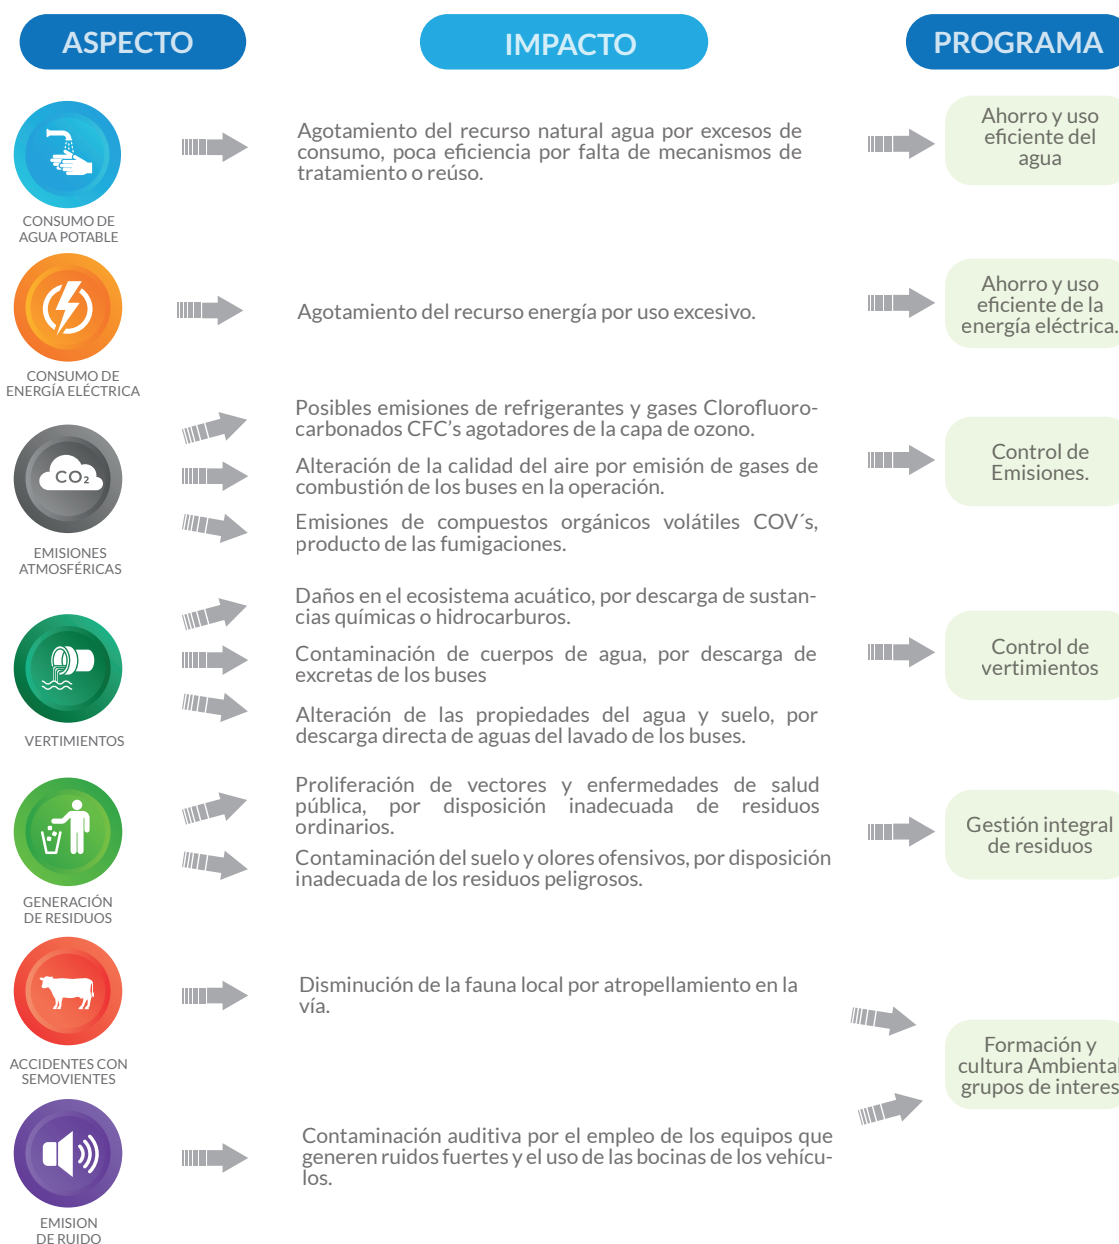 ASPECTO
IMPACTO
PROGRAMA
CONSUMO DE
AGUA POTABLE
Agotamiento del recurso natural agua por excesos de
consumo, poca eficiencia por falta de mecanismos de
tratamiento o reúso.
Ahorro y uso
eficiente del
agua
CONSUMO DE
ENERGÍA ELÉCTRICA
Agotamiento del recurso energía por uso excesivo.
Ahorro y uso
eficiente de la
energía eléctrica.
CO₂
EMISIONES
ATMOSFÉRICAS
Posibles emisiones de refrigerantes y gases Clorofluoro-
carbonados CFC's agotadores de la capa de ozono.
Alteración de la calidad del aire por emisión de gases de
combustión de los buses en la operación.
Emisiones de compuestos orgánicos volátiles COV´s,
producto de las fumigaciones.
Control de
Emisiones.
VERTIMIENTOS
Daños en el ecosistema acuático, por descarga de sustan-
cias químicas o hidrocarburos.
Contaminación de cuerpos de agua, por descarga de
excretas de los buses
Alteración de las propiedades del agua y suelo, por
descarga directa de aguas del lavado de los buses.
Control de
vertimientos
GENERACIÓN
DE RESIDUOS
Proliferación de vectores y enfermedades de salud
pública, por disposición inadecuada de residuos
ordinarios.
Contaminación del suelo y olores ofensivos, por disposición
inadecuada de los residuos peligrosos.
Gestión integral
de residuos
ACCIDENTES CON
SEMOVIENTES
Disminución de la fauna local por atropellamiento en la
vía.
Formación y
cultura Ambiental
grupos de interes
EMISION
DE RUIDO
Contaminación auditiva por el empleo de los equipos que
generen ruidos fuertes y el uso de las bocinas de los vehícu-
los.